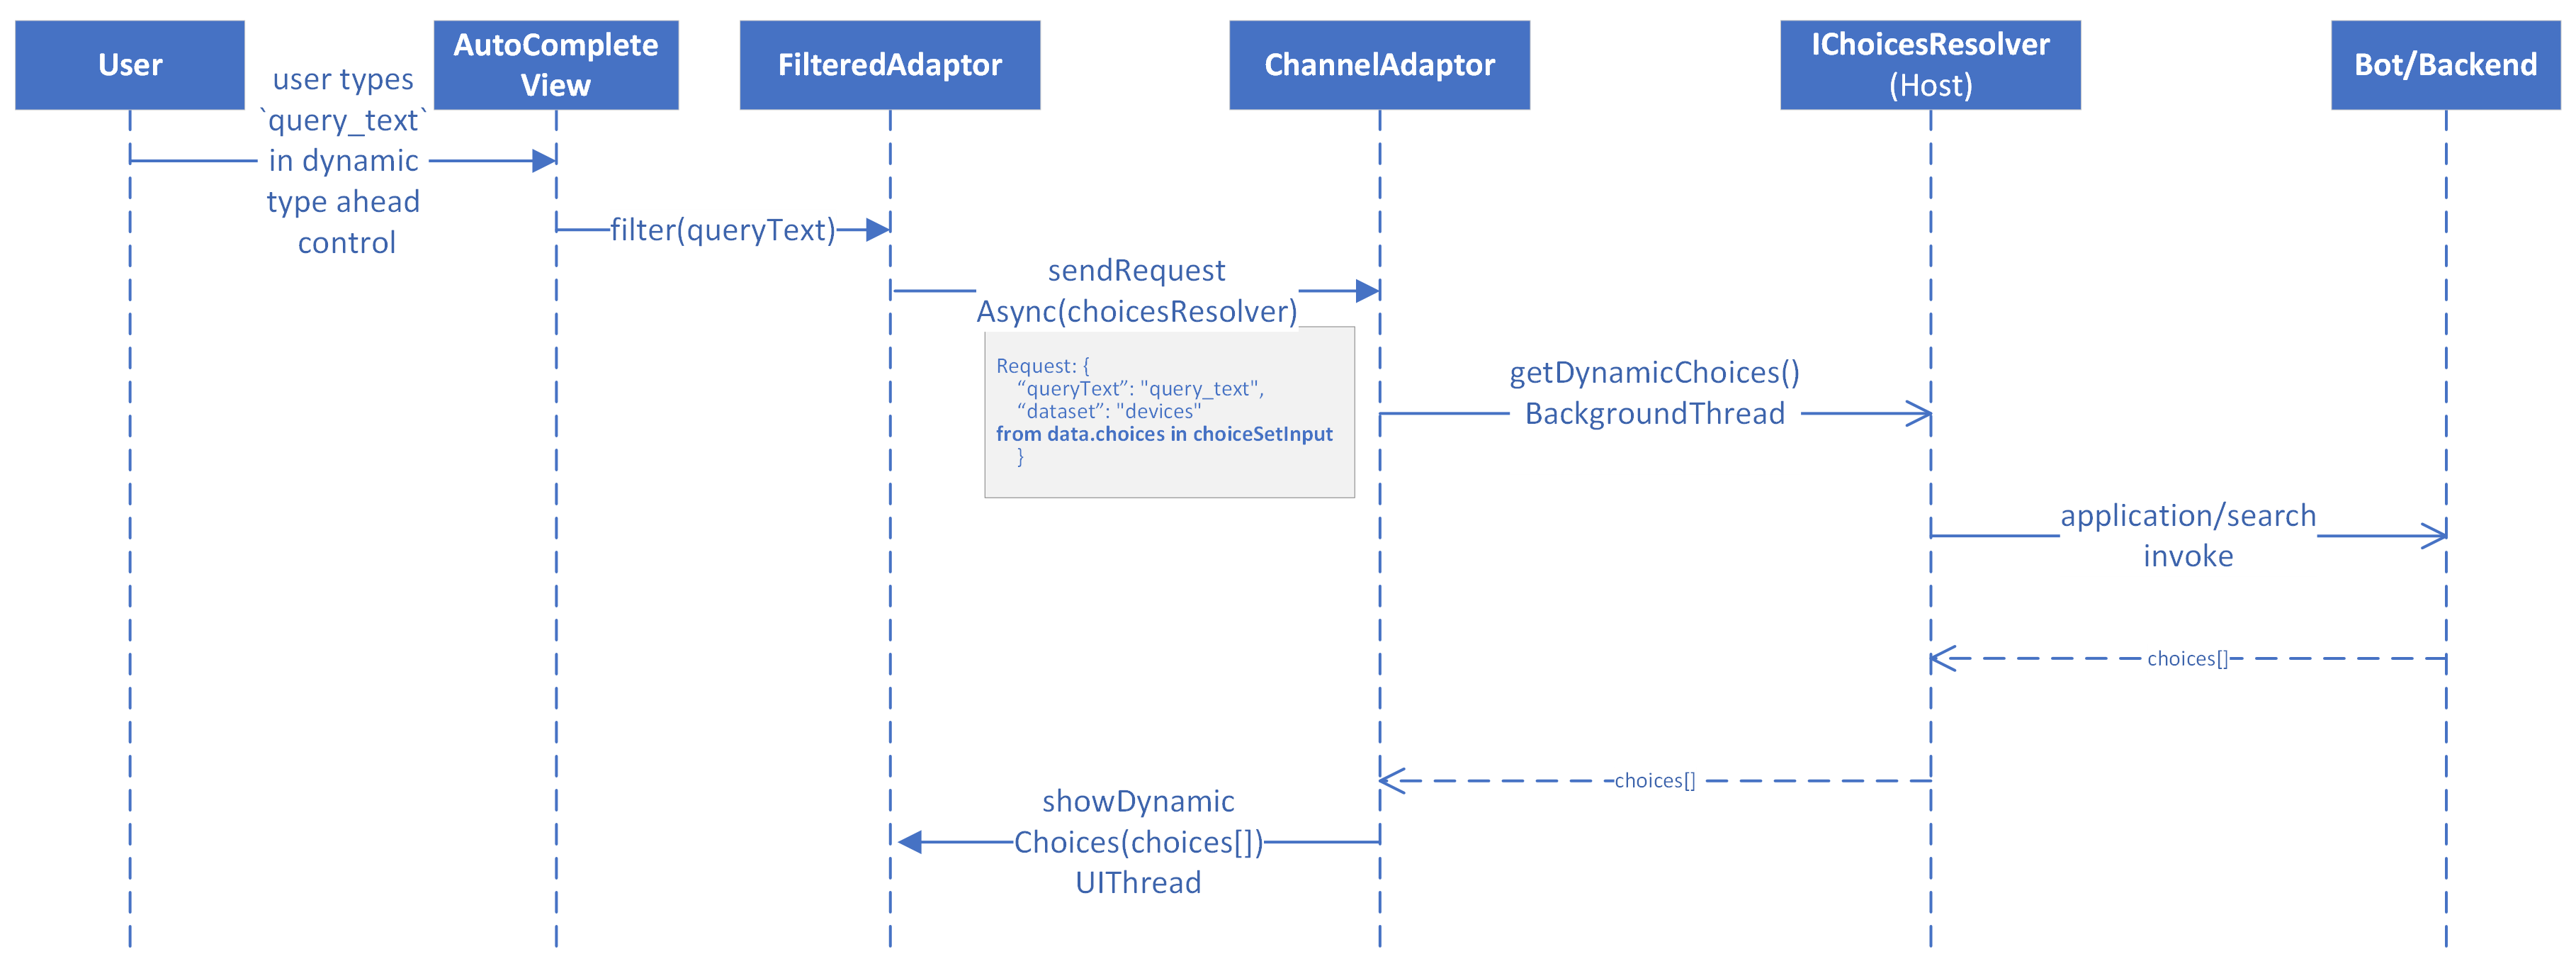 User
AutoComplete
View
FilteredAdaptor
ChannelAdaptor
IChoicesResolver
(Host)
Bot/Backend
user types
`query_text`
in dynamic
type ahead
control
filter(queryText)
sendRequest
Async(choicesResolver)
Request: {
“queryText”: "query_text",
“dataset”: "devices"
from data.choices in choiceSetInput
}
getDynamicChoices()
BackgroundThread
application/search
invoke
choices[]
choices[]
showDynamic
Choices(choices[])
UIThread